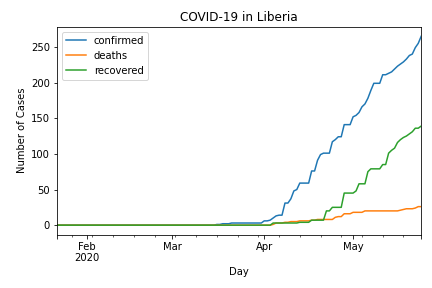 COVID-19 in Liberia
confirmed
deaths
recovered
Number of Cases
250
200
150
100
50
0
Feb
2020
Mar
Apr
May
Day